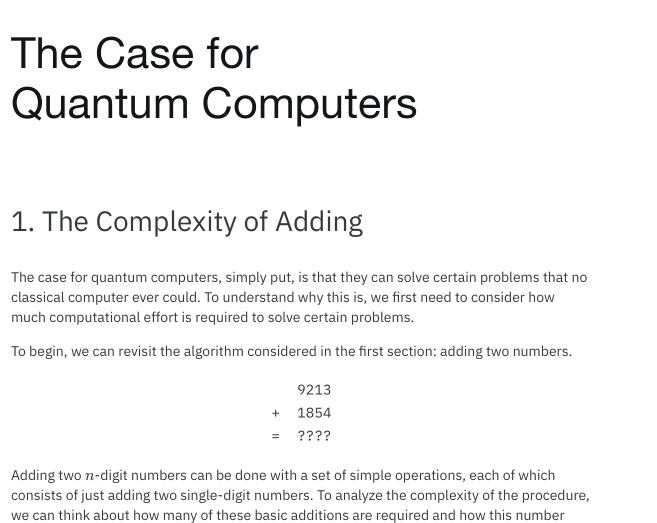 The Case for
Quantum Computers
1. The Complexity of Adding
The case for quantum computers, simply put, is that they can solve certain problems that no
classical computer ever could. To understand why this is, we first need to consider how
much computational effort is required to solve certain problems.
To begin, we can revisit the algorithm considered in the first section: adding two numbers.
9213
+ 1854
= ????
Adding two n-digit numbers can be done with a set of simple operations, each of which
consists of just adding two single-digit numbers. To analyze the complexity of the procedure,
we can think about how many of these basic additions are required and how this number